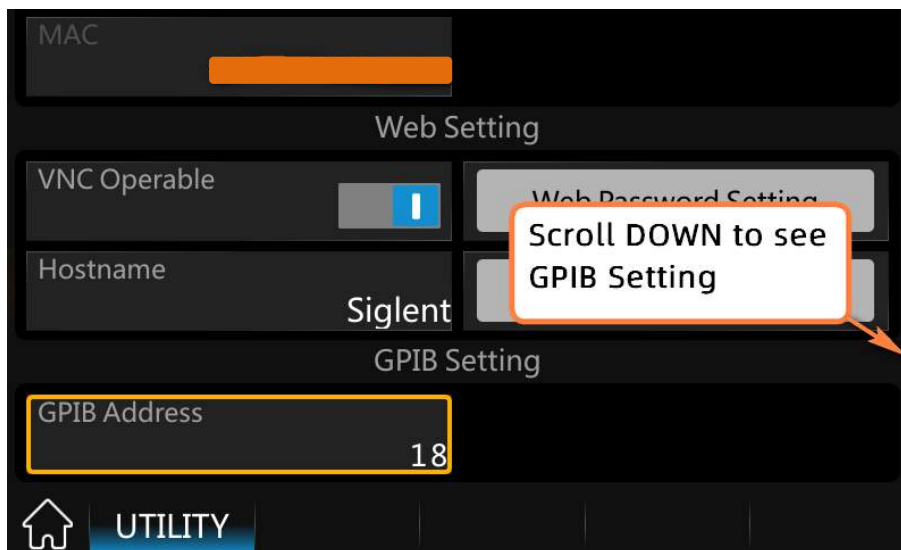 MAC
Web Setting
VNC Operable
Web Password Setting
Scroll DOWN to see
GPIB Setting
Hostname
Siglent
GPIB Setting
GPIB Address
18
UTILITY